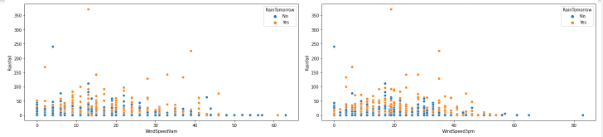 RainTomorrow
No
Yes
350
300
250
200
150
100
50
0
Rainfall
0 10 20 30 40 50 60
WindSpeed9am
RainTomorrow
No
Yes
350
300
250
200
150
100
50
0
Rainfall
0 20 40 60 80
WindSpeed3pm